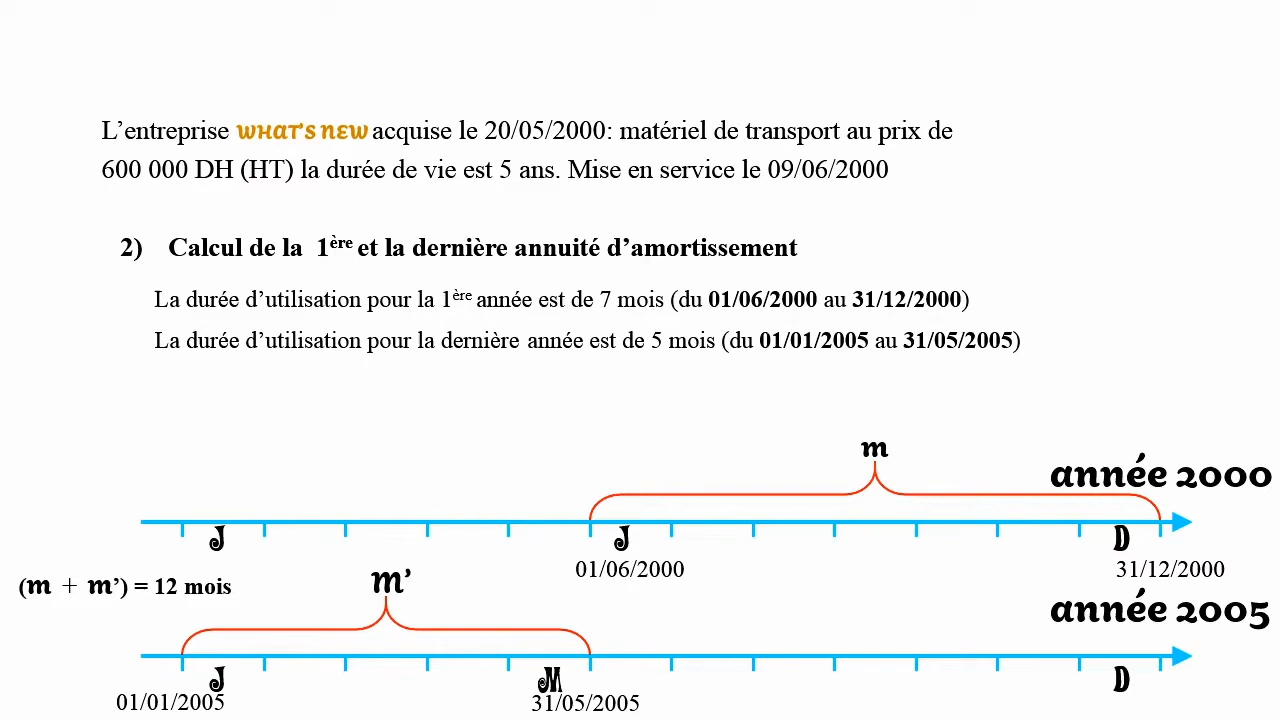 L'entreprise WHAT'S NEW acquise le 20/05/2000: matériel de transport au prix de
600 000 DH (HT) la durée de vie est 5 ans. Mise en service le 09/06/2000
2) Calcul de la 1ère et la dernière annuité d'amortissement
La durée d'utilisation pour la 1ère année est de 7 mois (du 01/06/2000 au 31/12/2000)
La durée d'utilisation pour la dernière année est de 5 mois (du 01/01/2005 au 31/05/2005)
m
année 2000
J J D
01/06/2000 31/12/2000
(m + m') = 12 mois
m'
année 2005
J M D
01/01/2005 31/05/2005